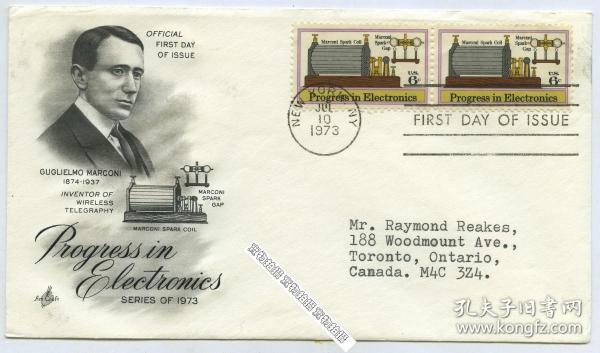 OFFICIAL
FIRST DAY
OF ISSUE
GUGLIELMO MARCONI
1874-1937
INVENTOR OF
WIRELESS
TELEGRAPHY
MARCONI
SPARK
GAP
MARCONI SPARK COIL
Progress in
Electronics
SERIES OF 1973
Art Craft
Marconi Spark Coil
Marconi
Spark
Gap
U.S.
6c
Progress in Electronics
Marconi Spark Coil
Marconi
Spark
Gap
U.S.
6c
Progress in Electronics
NEW YORK, NY
JUL
10
1973
FIRST DAY OF ISSUE
Mr. Raymond Reakes,
188 Woodmount Ave.,
Toronto, Ontario,
Canada. M4C 3Z4.
孔夫子旧书网
www.kongfz.com